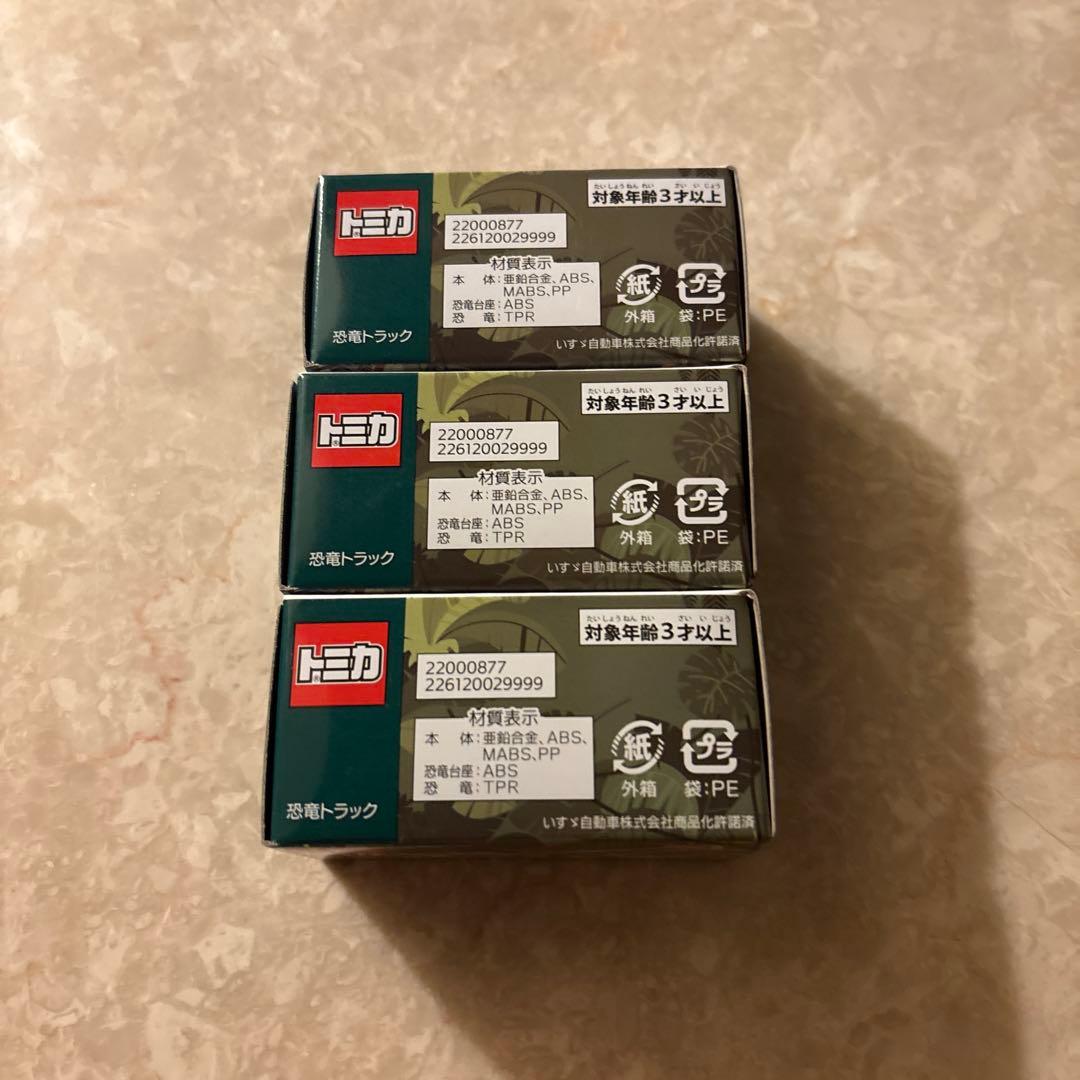 たいしょうねんれい さいいじょう
対象年齢3才以上
トミカ®
22000877
226120029999
材質表示
本 体:亜鉛合金、ABS、
MABS、PP
恐竜台座:ABS
恐 竜:TPR
紙 プラ
外箱 袋:PE
恐竜トラック
いすゞ自動車株式会社商品化許諾済
たいしょうねんれい さいいじょう
対象年齢3才以上
トミカ®
22000877
226120029999
材質表示
本 体:亜鉛合金、ABS、
MABS、PP
恐竜台座:ABS
恐 竜:TPR
紙 プラ
外箱 袋:PE
恐竜トラック
いすゞ自動車株式会社商品化許諾済
たいしょうねんれい さいいじょう
対象年齢3才以上
トミカ®
22000877
226120029999
材質表示
本 体:亜鉛合金、ABS、
MABS、PP
恐竜台座:ABS
恐 竜:TPR
紙 プラ
外箱 袋:PE
恐竜トラック
いすゞ自動車株式会社商品化許諾済